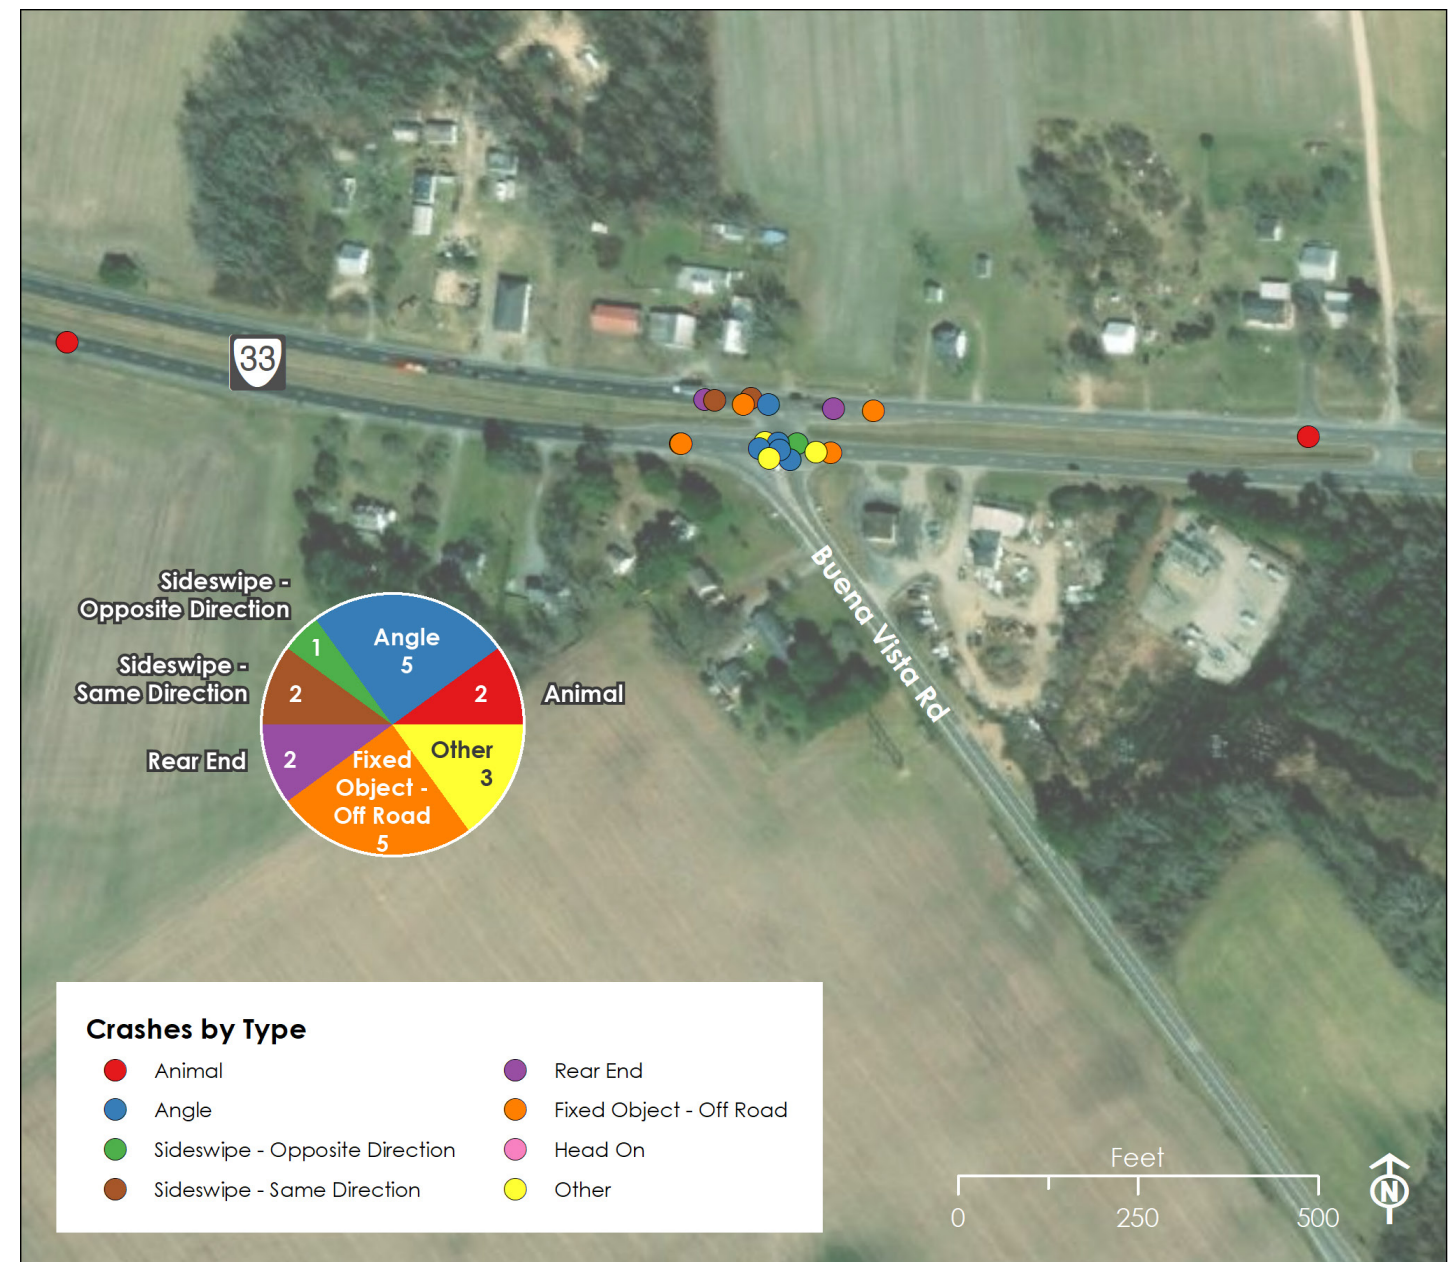 33
Buena Vista Rd
Sideswipe -
Opposite Direction
1
Angle
5
Sideswipe -
Same Direction
2
2
Animal
Rear End
2
Other
3
Fixed
Object -
Off Road
5
Crashes by Type
Animal
Angle
Sideswipe - Opposite Direction
Sideswipe - Same Direction
Rear End
Fixed Object - Off Road
Head On
Other
Feet
0 250 500
N